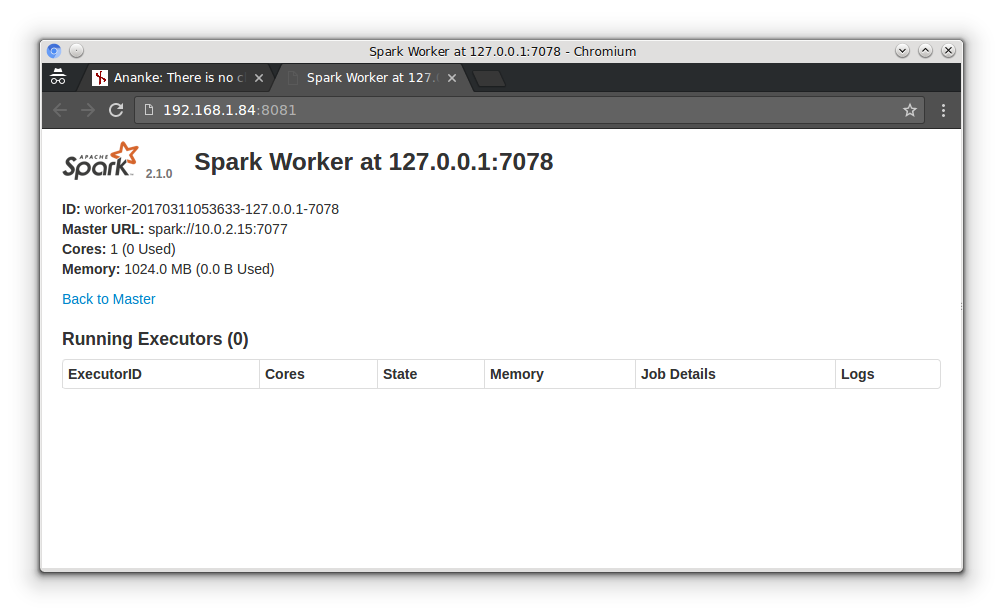 Spark Worker at 127.0.0.1:7078 - Chromium
Ananke: There is no c
Spark Worker at 127.
192.168.1.84:8081
APACHE
Spark 2.1.0 Spark Worker at 127.0.0.1:7078
ID: worker-20170311053633-127.0.0.1-7078
Master URL: spark://10.0.2.15:7077
Cores: 1 (0 Used)
Memory: 1024.0 MB (0.0 B Used)
Back to Master
Running Executors (0)
ExecutorID Cores State Memory Job Details Logs